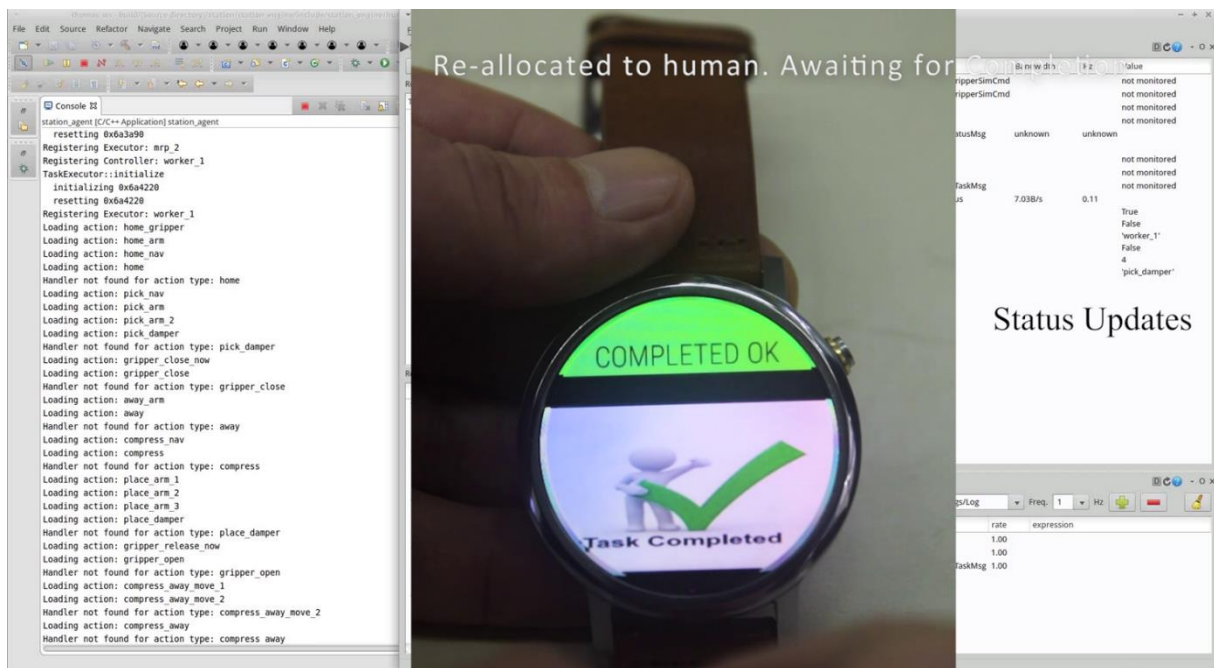 File Edit Source Refactor Navigate Search Project Run Window Help
Console
station_agent [C/C++ Application] station_agent
resetting 0x6a3a90
Registering Executor: mrp_2
Registering Controller: worker_1
TaskExecutor::initialize
initializing 0x6a4220
resetting 0x6a4220
Registering Executor: worker_1
Loading action: home_gripper
Loading action: home_arm
Loading action: home_nav
Loading action: home
Handler not found for action type: home
Loading action: pick_nav
Loading action: pick_arm
Loading action: pick_arm_2
Loading action: pick_damper
Handler not found for action type: pick_damper
Loading action: gripper_close_now
Loading action: gripper_close
Handler not found for action type: gripper_close
Loading action: away_arm
Loading action: away
Handler not found for action type: away
Loading action: compress_nav
Loading action: compress
Handler not found for action type: compress
Loading action: place_arm_1
Loading action: place_arm_2
Loading action: place_arm_3
Loading action: place_damper
Handler not found for action type: place_damper
Loading action: gripper_release_now
Loading action: gripper_open
Handler not found for action type: gripper_open
Loading action: compress_away_move_1
Loading action: compress_away_move_2
Handler not found for action type: compress_away_move_2
Loading action: compress_away
Handler not found for action type: compress_away
Re-allocated to human. Awaiting for Completion
COMPLETED OK
Task Completed
Bandwidth Hz Value
ripperSimCmd not monitored
ripperSimCmd not monitored
not monitored
not monitored
atusMsg unknown unknown
not monitored
not monitored
TaskMsg not monitored
us 7.03B/s 0.11
True
False
'worker_1'
False
4
'pick_damper'
Status Updates
gs/Log Freq. 1 Hz
rate expression
1.00
1.00
TaskMsg 1.00